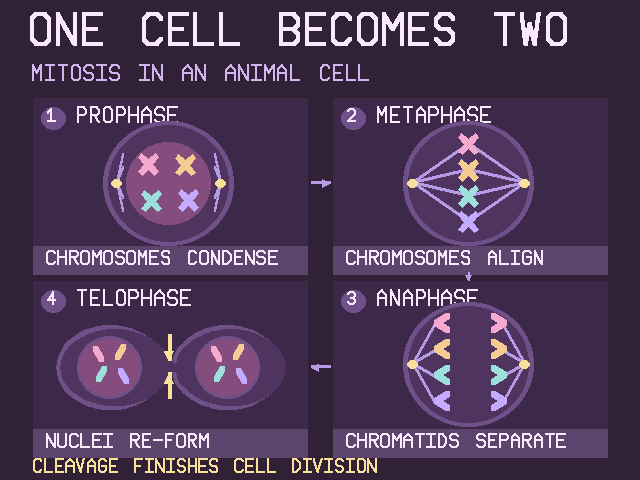 ONE CELL BECOMES TWO
MITOSIS IN AN ANIMAL CELL
1 PROPHASE
CHROMOSOMES CONDENSE
2 METAPHASE
CHROMOSOMES ALIGN
3 ANAPHASE
CHROMATIDS SEPARATE
4 TELOPHASE
NUCLEI RE-FORM
CLEAVAGE FINISHES CELL DIVISION